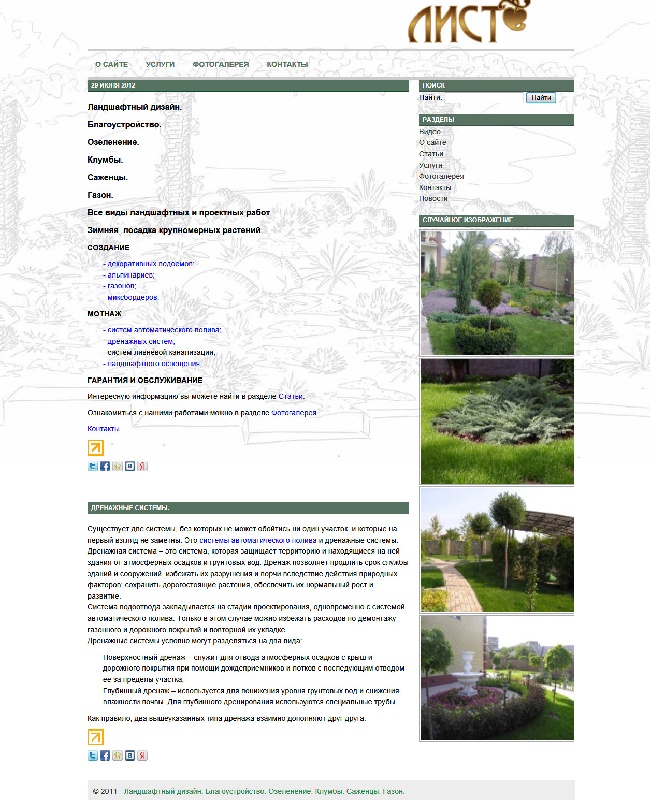 ЛИСТ
О САЙТЕ УСЛУГИ ФОТОГАЛЕРЕЯ КОНТАКТЫ
29 ИЮНЯ 2012
Ландшафтный дизайн.
Благоустройство.
Озеленение.
Клумбы.
Саженцы.
Газон.
Все виды ландшафтных и проектных работ
Зимняя посадка крупномерных растений
СОЗДАНИЕ
- декоративных водоемов;
- альпинариев;
- газонов;
миксбордеров.
МОТНАЖ
- систем автоматического полива;
дренажных систем;
систем ливневой канализации;
- ландшафтного освещения.
ГАРАНТИЯ И ОБСЛУЖИВАНИЕ
Интересную информацию вы можете найти в разделе Статьи.
Ознакомиться с нашими работами можно в разделе Фотогалерея
Контакты
ДРЕНАЖНЫЕ СИСТЕМЫ.
Существует две системы, без которых не может обойтись ни один участок, и которые на
первый взгляд не заметны. Это системы автоматического полива и дренажные системы.
Дренажная система – это система, которая защищает территорию и находящиеся на ней
здания от атмосферных осадков и грунтовых вод. Дренаж позволяет продлить срок службы
зданий и сооружений, избежать их разрушения и порчи вследствие действия природных
факторов; сохранить дорогостоящие растения, обеспечить их нормальный рост и
развитие.
Система водоотвода закладывается на стадии проектирования, одновременно с системой
автоматического полива. Только в этом случае можно избежать расходов по демонтажу
газонного и дорожного покрытий и повторной их укладке.
Дренажные системы условно могут разделяться на два вида:
Поверхностный дренаж – служит для отвода атмосферных осадков с крыш и
дорожного покрытия при помощи дождеприемников и лотков с последующим отводом
ее за пределы участка;
Глубинный дренаж – используется для понижения уровня грунтовых вод и снижения
влажности почвы. Для глубинного дренирования используются специальные трубы.
Как правило, два вышеуказанных типа дренажа взаимно дополняют друг друга.
ПОИСК
Найти: Найти
РАЗДЕЛЫ
Видео
О сайте
Статьи
Услуги
Фотогалерея
Контакты
Новости
СЛУЧАЙНОЕ ИЗОБРАЖЕНИЕ
© 2011 Ландшафтный дизайн. Благоустройство. Озеленение. Клумбы. Саженцы. Газон.